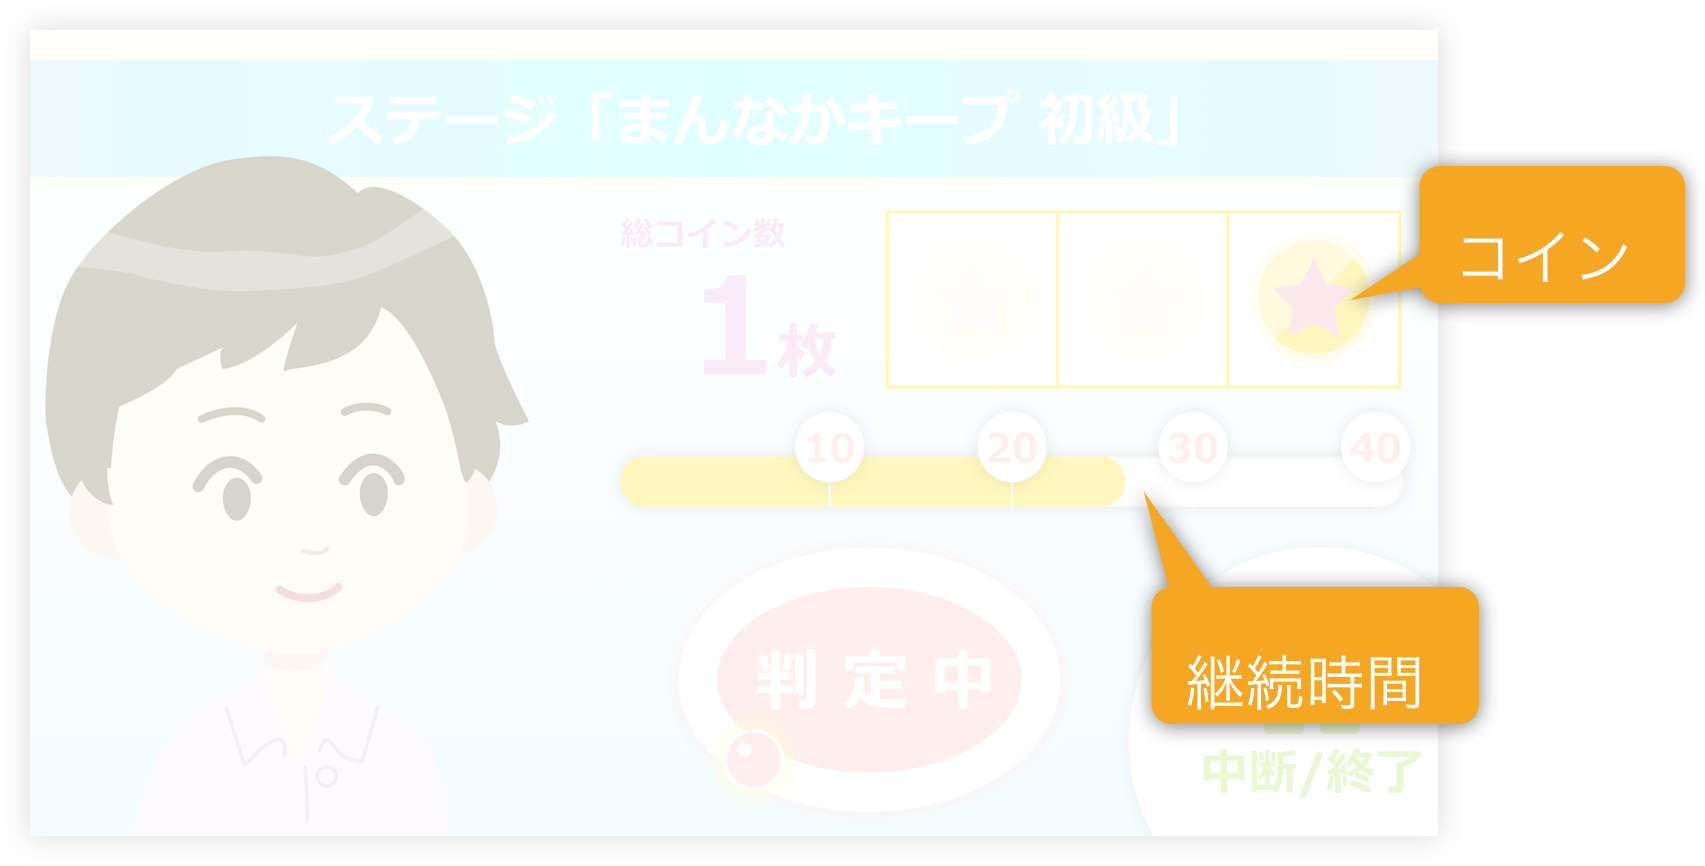 ステージ「まんなかキープ 初級」
総コイン数
1枚
コイン
10 20 30 40
継続時間
判定中
中断/終了